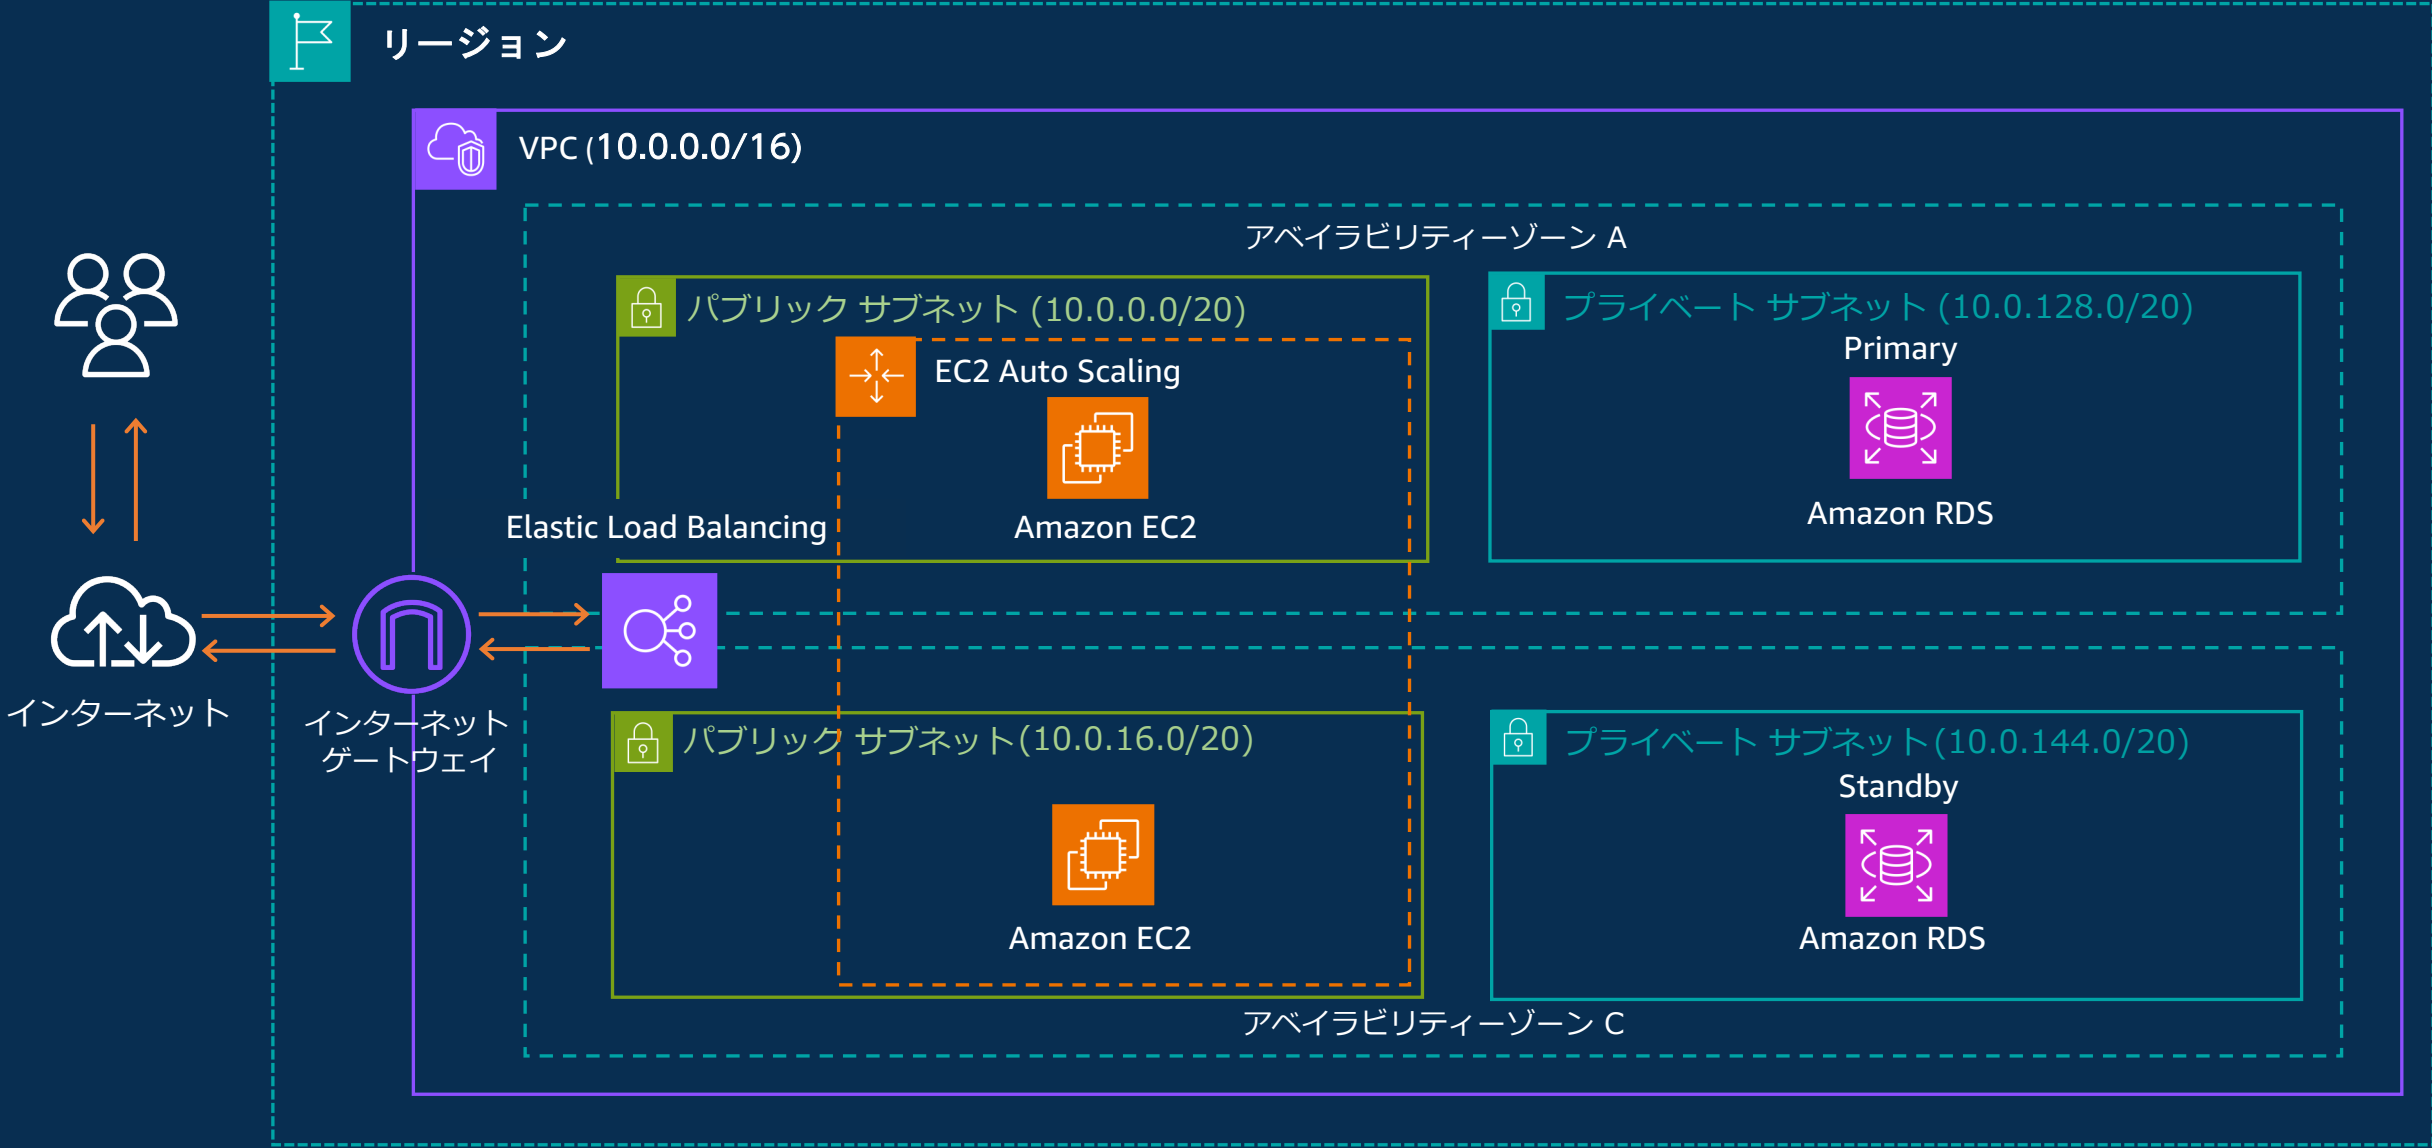 リージョン
VPC (10.0.0.0/16)
アベイラビリティーゾーン A
パブリック サブネット (10.0.0.0/20)
プライベート サブネット (10.0.128.0/20)
Primary
EC2 Auto Scaling
Amazon RDS
Elastic Load Balancing
Amazon EC2
インターネット
インターネット
ゲートウェイ
パブリック サブネット(10.0.16.0/20)
プライベート サブネット(10.0.144.0/20)
Standby
Amazon EC2
Amazon RDS
アベイラビリティーゾーン C